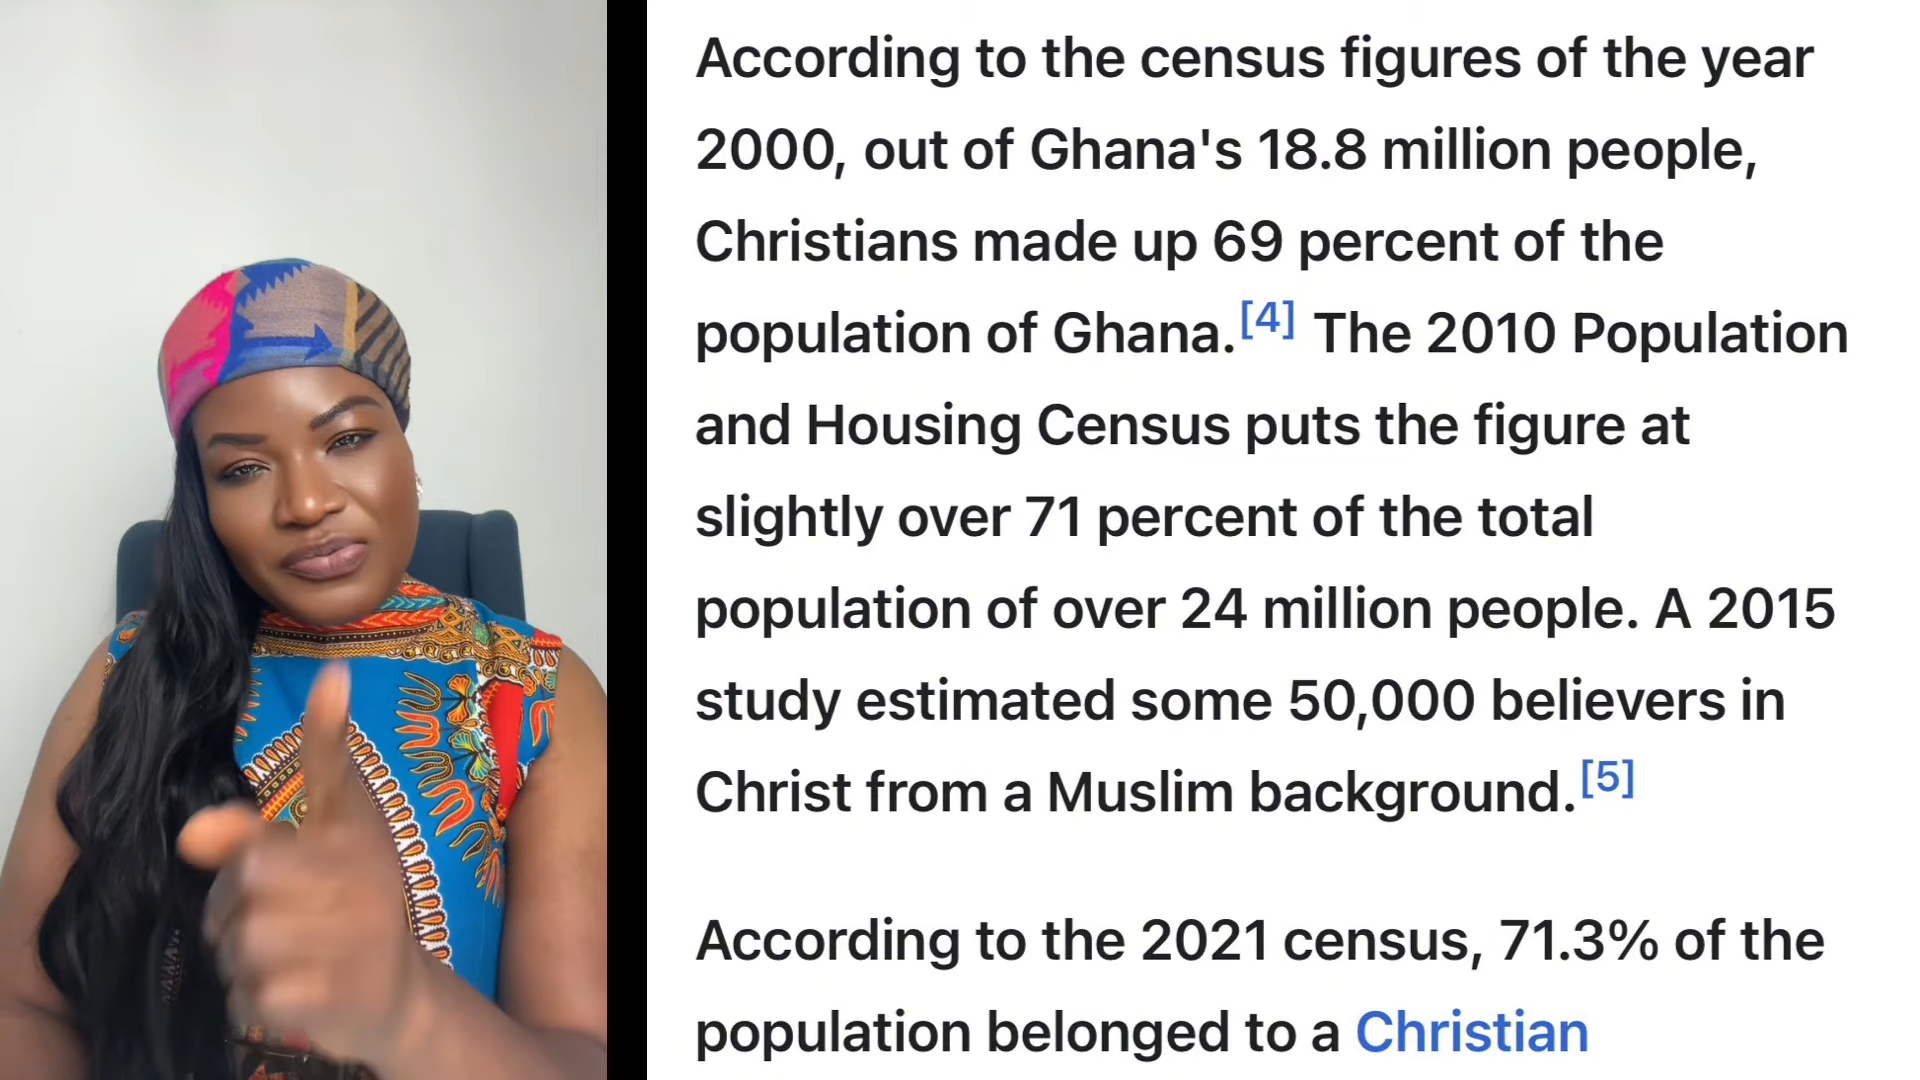 According to the census figures of the year
2000, out of Ghana's 18.8 million people,
Christians made up 69 percent of the
population of Ghana.[4] The 2010 Population
and Housing Census puts the figure at
slightly over 71 percent of the total
population of over 24 million people. A 2015
study estimated some 50,000 believers in
Christ from a Muslim background.[5]
According to the 2021 census, 71.3% of the
population belonged to a Christian